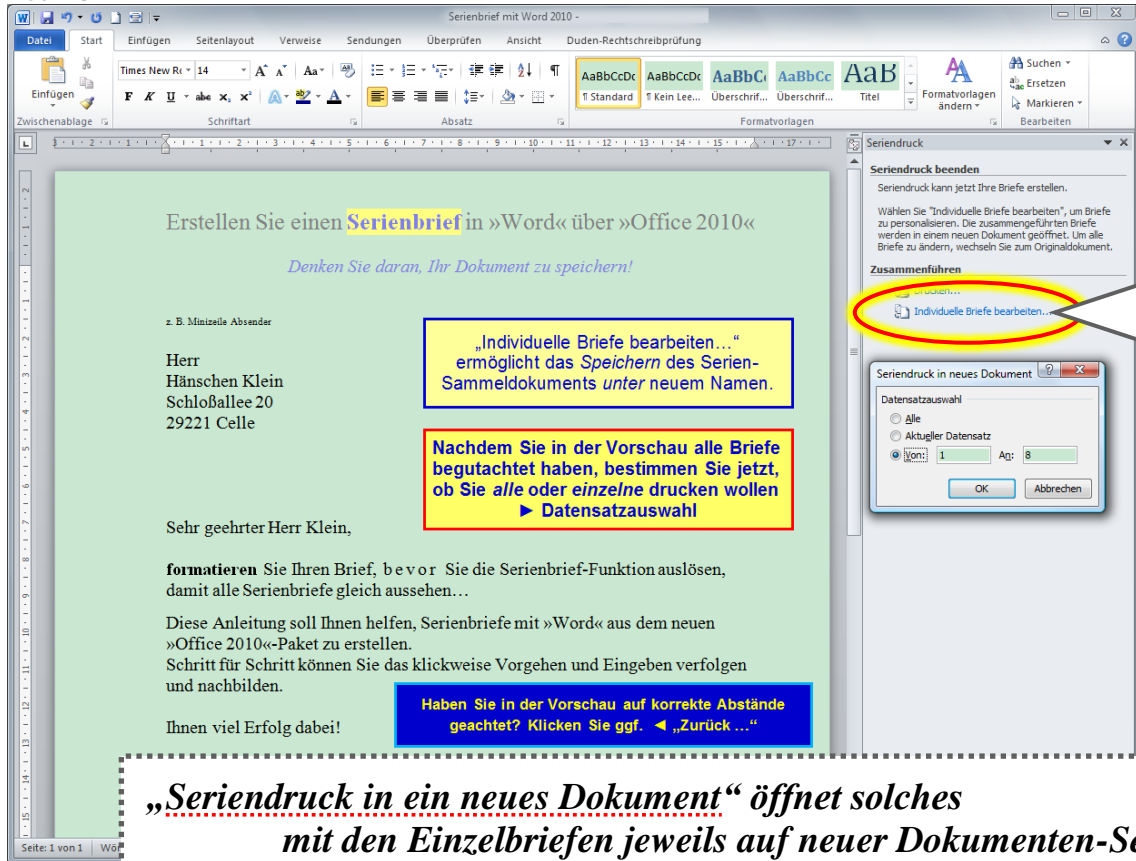 Serienbrief mit Word 2010 -
Datei Start Einfügen Seitenlayout Verweise Sendungen Überprüfen Ansicht Duden-Rechtschreibprüfung
Einfügen
Times New Ro 14
F K U abe x₂ x²
AaBbCcDc AaBbCcDc AaBbCc AaBbCc AaB
¶ Standard ¶ Kein Lee... Überschrif... Überschrif... Titel
Formatvorlagen
ändern
Suchen
Ersetzen
Markieren
Zwischenablage Schriftart Absatz Formatvorlagen Bearbeiten
Erstellen Sie einen Serienbrief in »Word« über »Office 2010«
Denken Sie daran, Ihr Dokument zu speichern!
z. B. Minizeile Absender
Herr
Hänschen Klein
Schloßallee 20
29221 Celle
„Individuelle Briefe bearbeiten…“
ermöglicht das Speichern des Serien-
Sammeldokuments unter neuem Namen.
Nachdem Sie in der Vorschau alle Briefe
begutachtet haben, bestimmen Sie jetzt,
ob Sie alle oder einzelne drucken wollen
► Datensatzauswahl
Sehr geehrter Herr Klein,
formatieren Sie Ihren Brief, bevor Sie die Serienbrief-Funktion auslösen,
damit alle Serienbriefe gleich aussehen…
Diese Anleitung soll Ihnen helfen, Serienbriefe mit »Word« aus dem neuen
»Office 2010«-Paket zu erstellen.
Schritt für Schritt können Sie das klickweise Vorgehen und Eingeben verfolgen
und nachbilden.
Haben Sie in der Vorschau auf korrekte Abstände
geachtet? Klicken Sie ggf. ◄ „Zurück …“
Ihnen viel Erfolg dabei!
Seriendruck
Seriendruck beenden
Seriendruck kann jetzt Ihre Briefe erstellen.
Wählen Sie "Individuelle Briefe bearbeiten", um Briefe
zu personalisieren. Die zusammengeführten Briefe
werden in einem neuen Dokument geöffnet. Um alle
Briefe zu ändern, wechseln Sie zum Originaldokument.
Zusammenführen
Drucken...
Individuelle Briefe bearbeiten...
Seriendruck in neues Dokument
Datensatzauswahl
Alle
Aktueller Datensatz
Von: 1 An: 8
OK Abbrechen
„Seriendruck in ein neues Dokument“ öffnet solches
mit den Einzelbriefen jeweils auf neuer Dokumenten-Se
Seite: 1 von 1